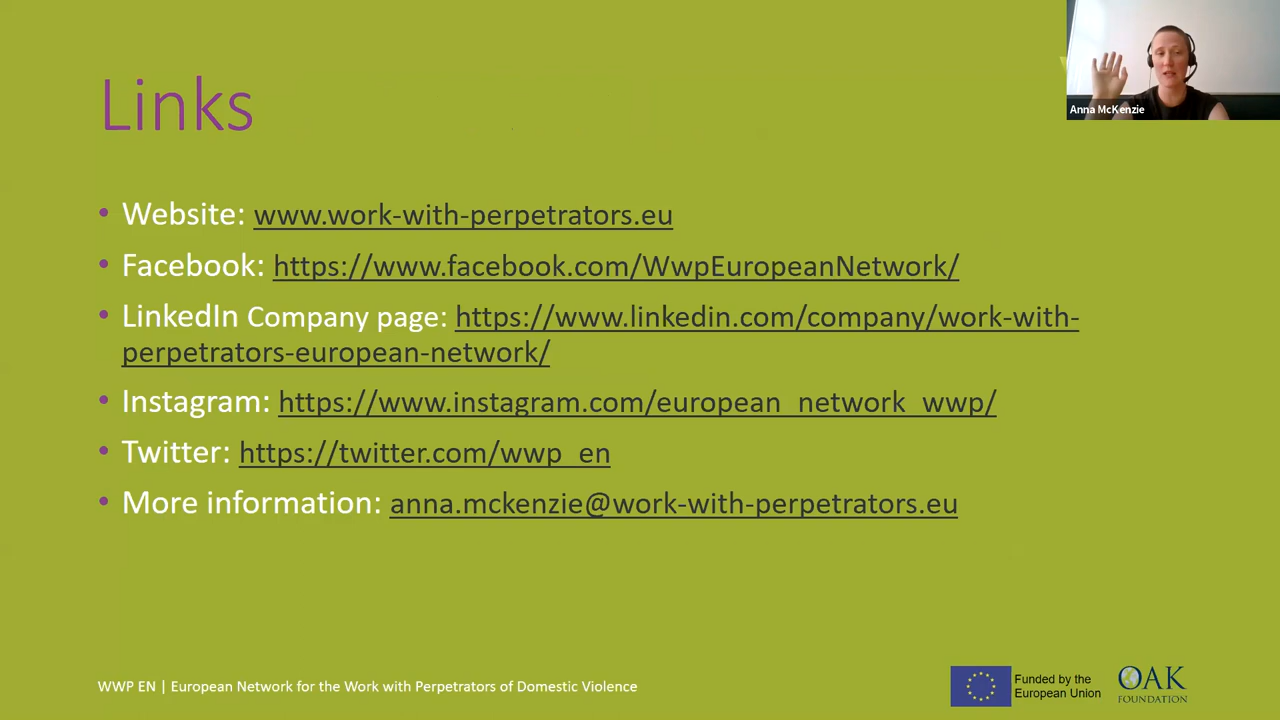 Links
Anna McKenzie
• Website: www.work-with-perpetrators.eu
• Facebook: https://www.facebook.com/WwpEuropeanNetwork/
• LinkedIn Company page: https://www.linkedin.com/company/work-with-
perpetrators-european-network/
• Instagram: https://www.instagram.com/european_network_wwp/
• Twitter: https://twitter.com/wwp_en
• More information: anna.mckenzie@work-with-perpetrators.eu
WWP EN | European Network for the Work with Perpetrators of Domestic Violence
Funded by the
European Union
OAK
FOUNDATION